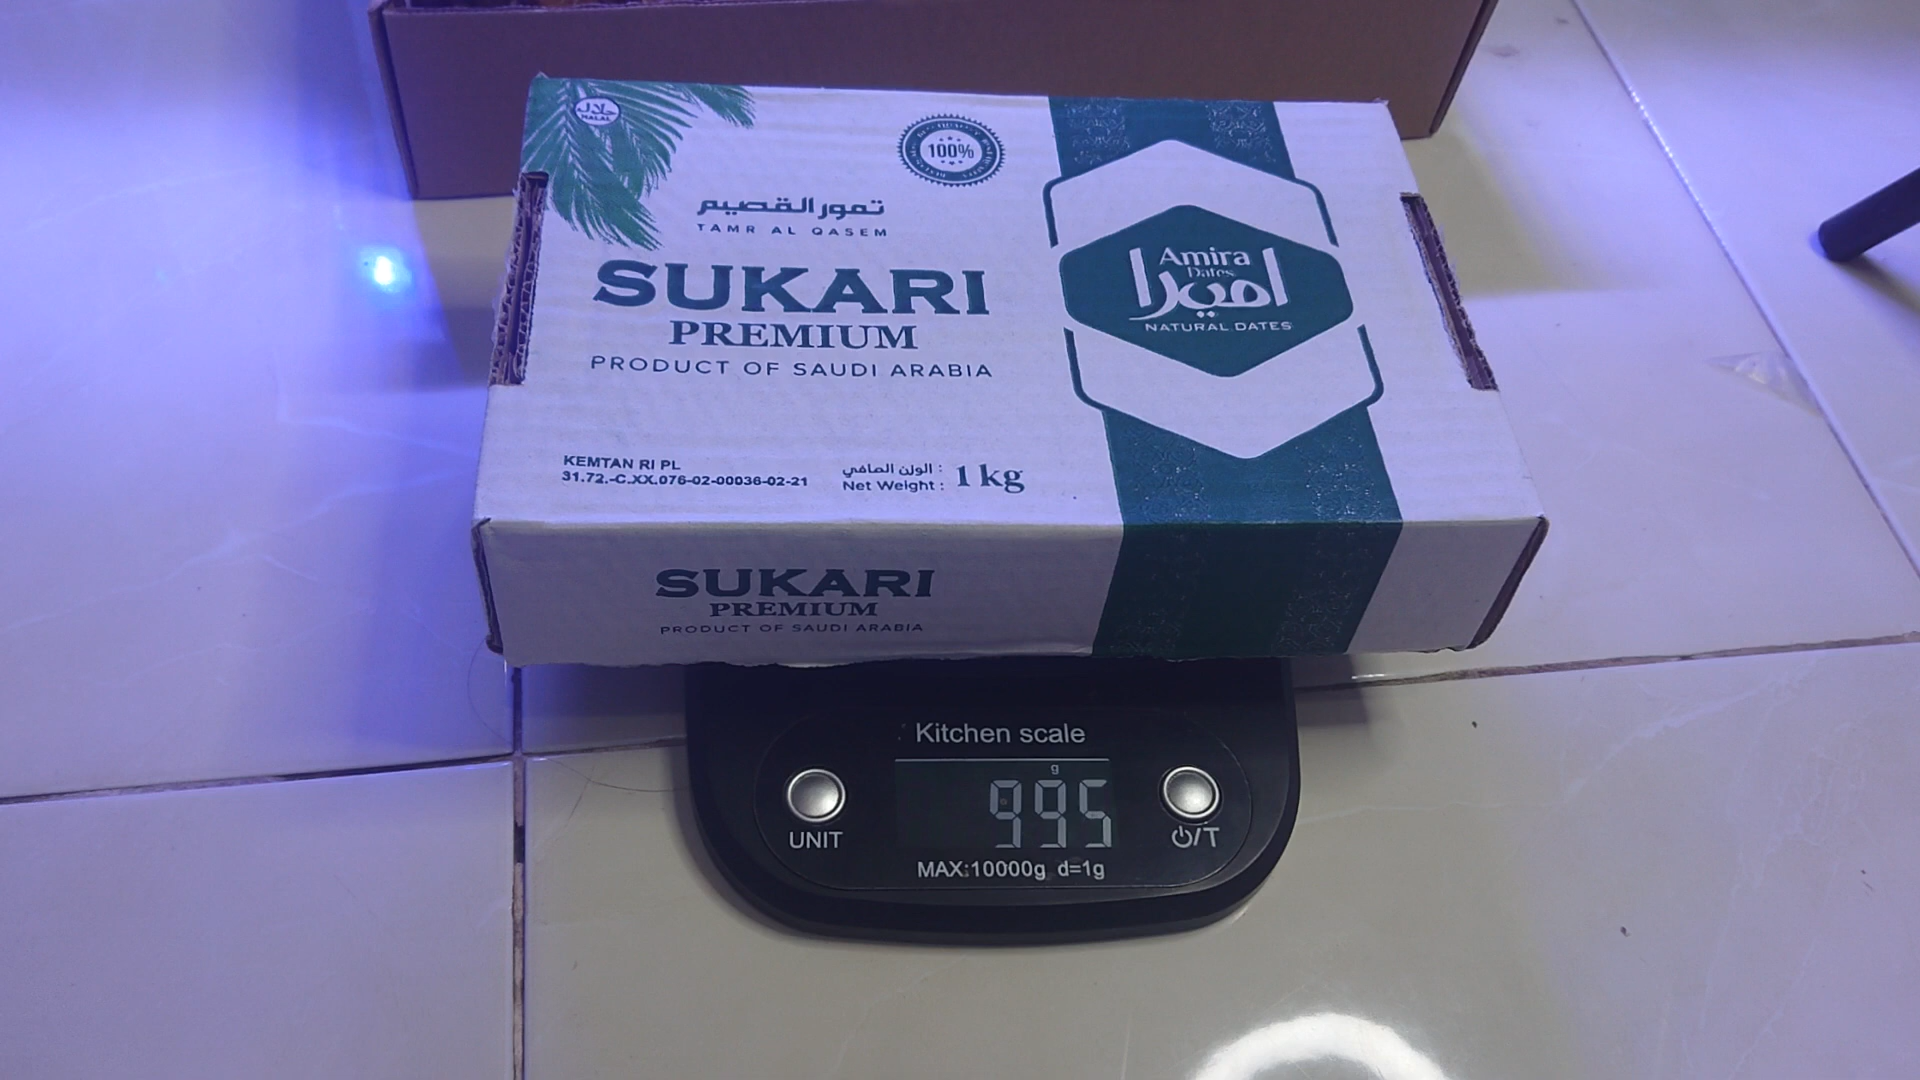 حلال
HALAL
100%
تمور القصيم
TAMR AL QASEM
SUKARI
PREMIUM
PRODUCT OF SAUDI ARABIA
Amira
Dates
اميرا
NATURAL DATES
KEMTAN RI PL
31.72.-C.XX.076-02-00036-02-21
الوزن الصافي :
Net Weight : 1 kg
SUKARI
PREMIUM
PRODUCT OF SAUDI ARABIA
Kitchen scale
g
995
UNIT
/T
MAX:10000g d=1g